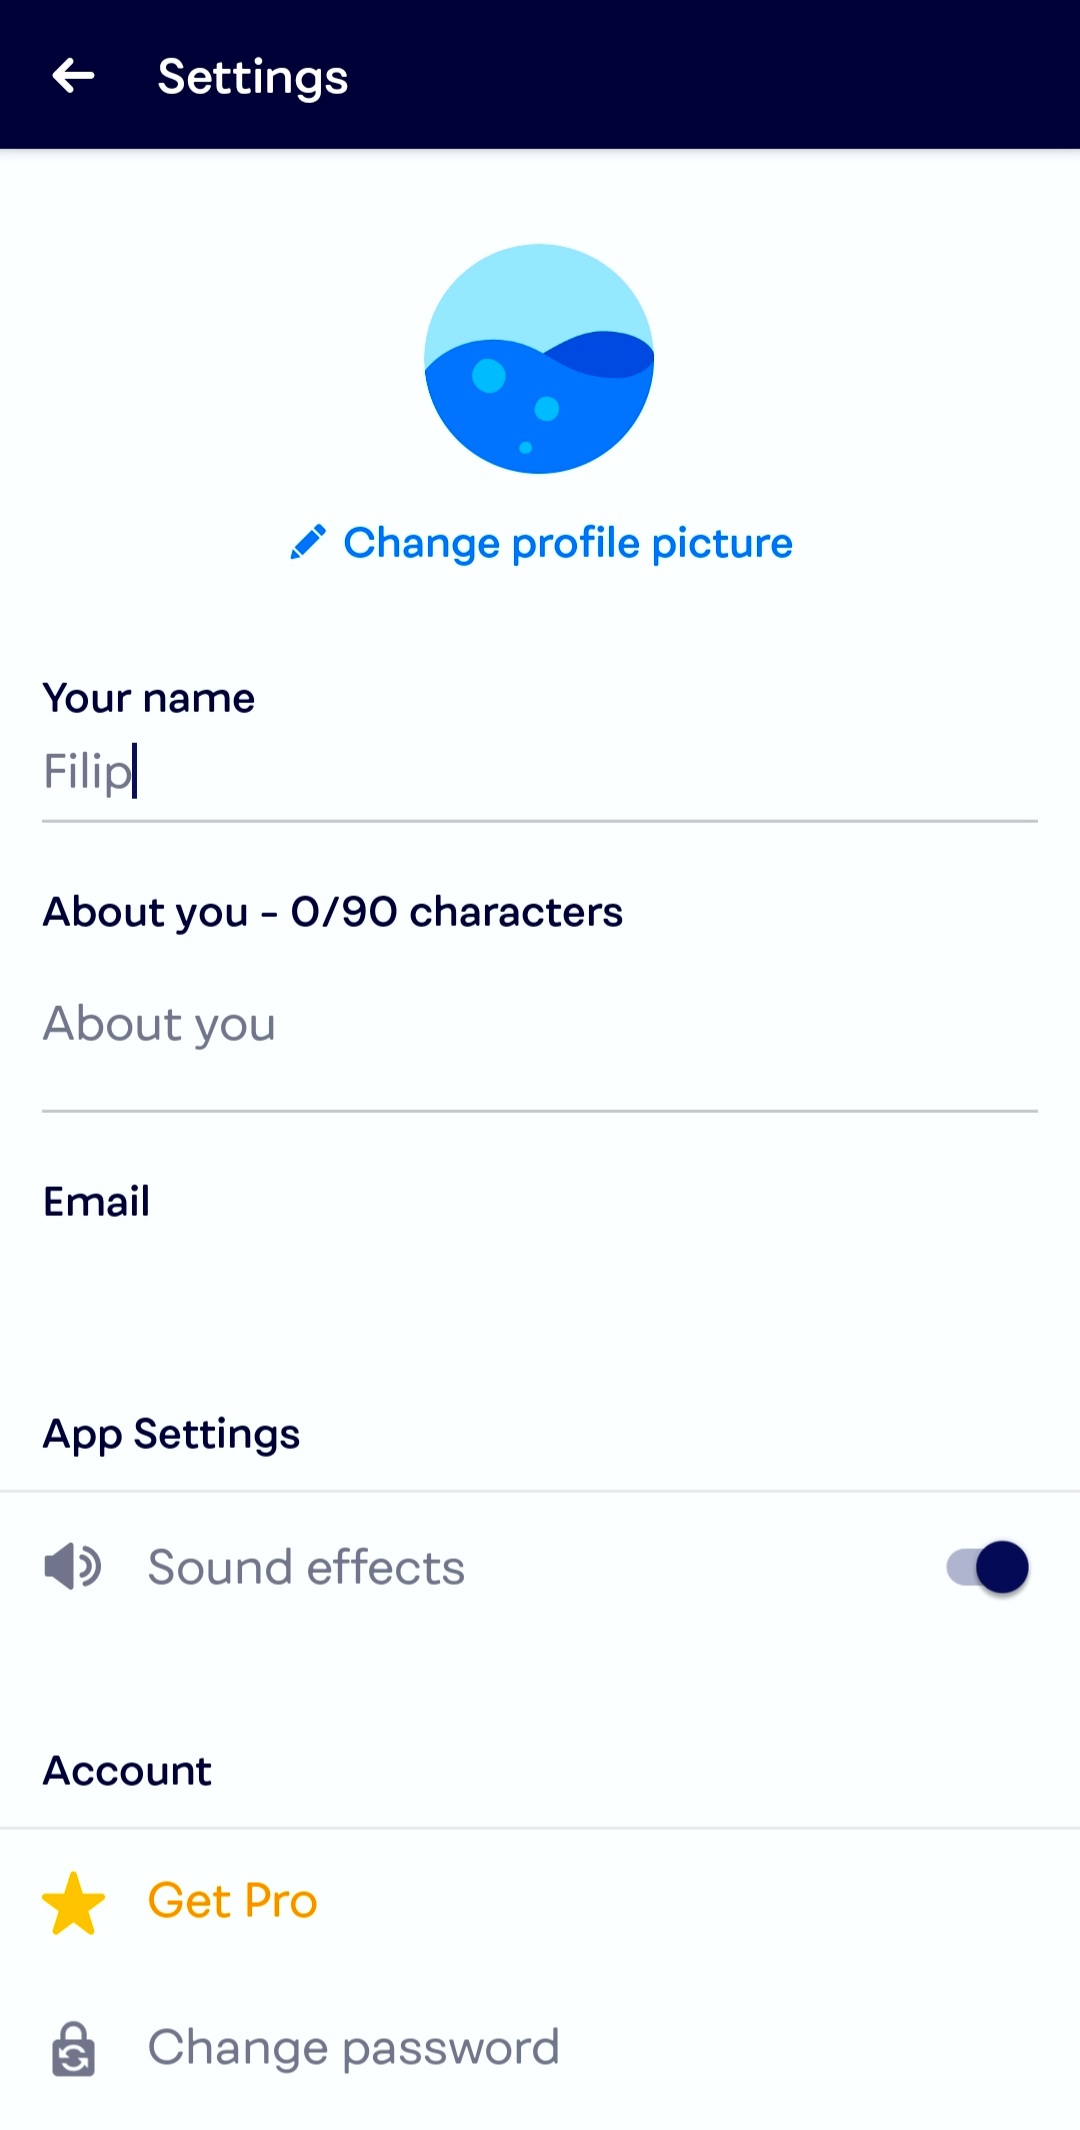 Settings
Change profile picture
Your name
Filip
About you - 0/90 characters
About you
Email
App Settings
Sound effects
Account
Get Pro
Change password